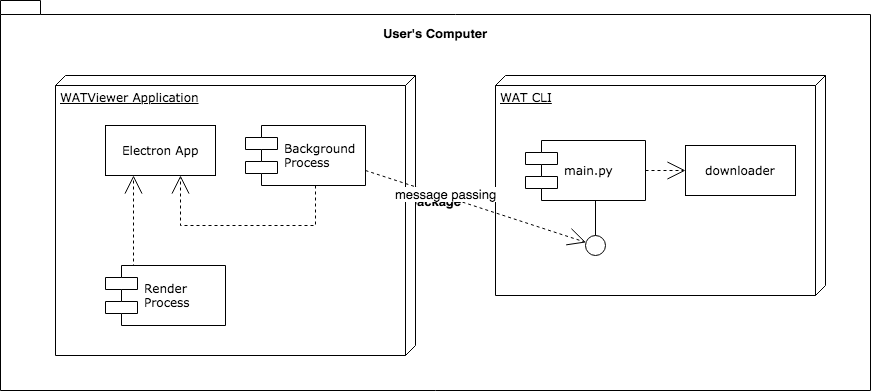 User's Computer
WATViewer Application
WAT CLI
Electron App
Background
Process
main.py
downloader
message passing
Render
Process